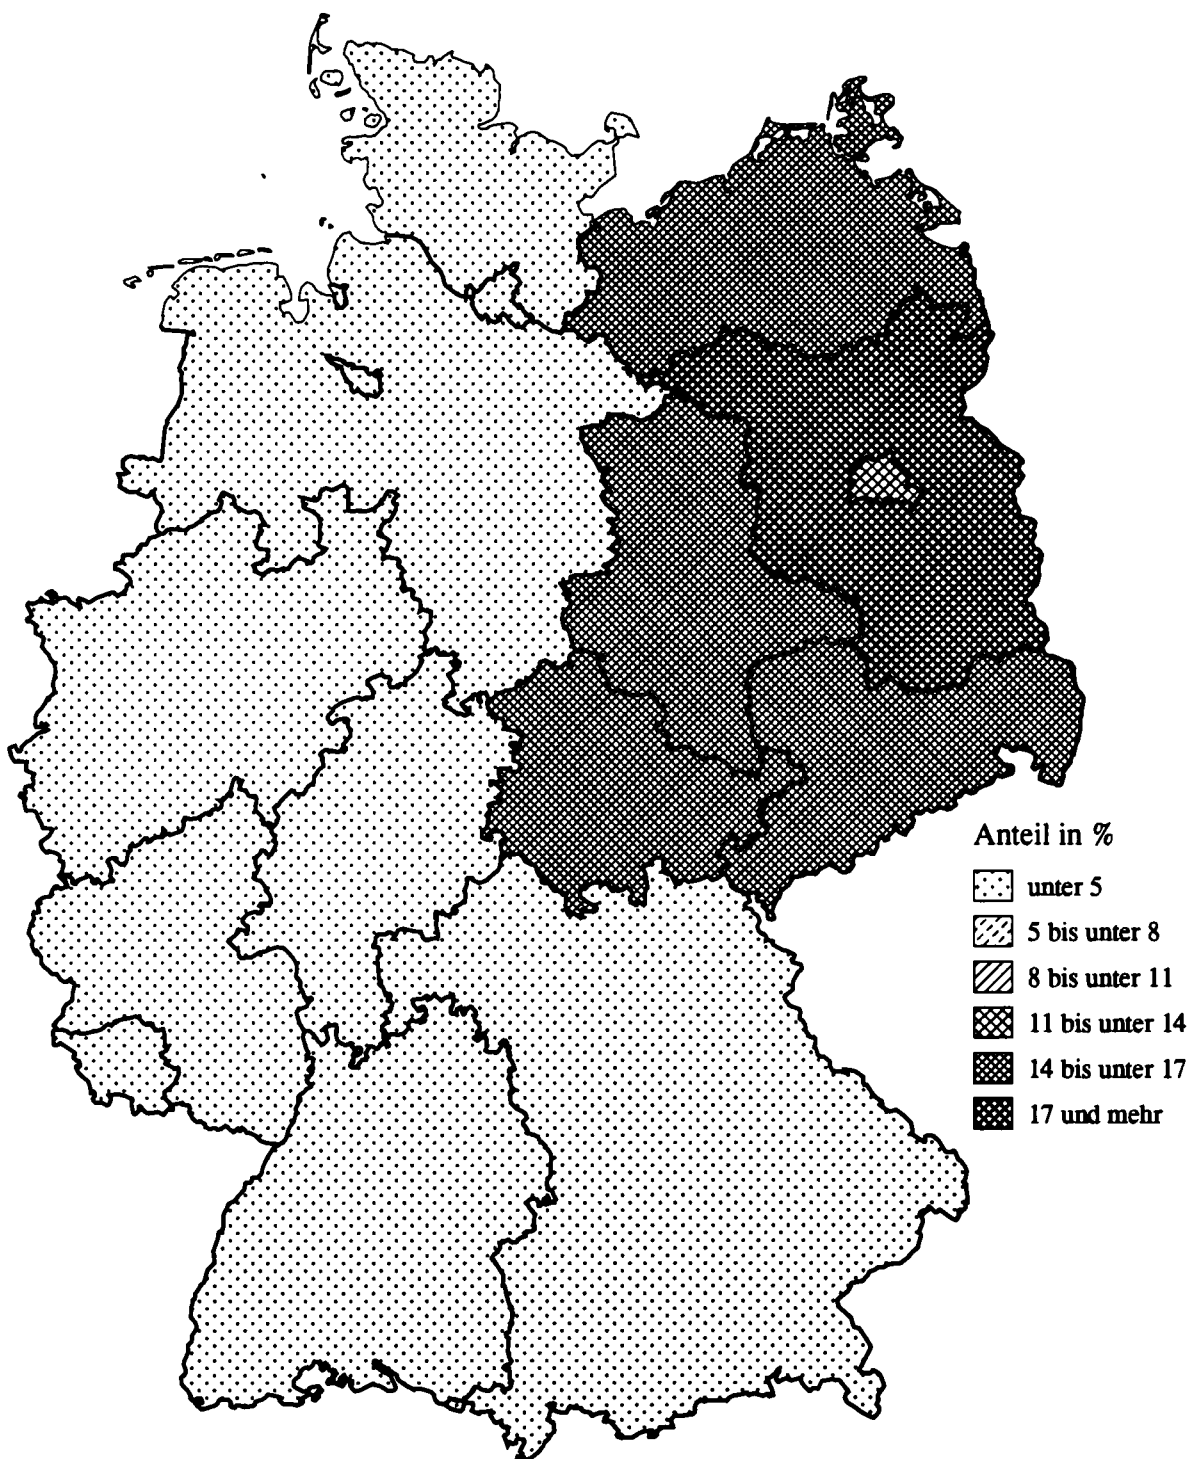 Anteil in %
unter 5
5 bis unter 8
8 bis unter 11
11 bis unter 14
14 bis unter 17
17 und mehr